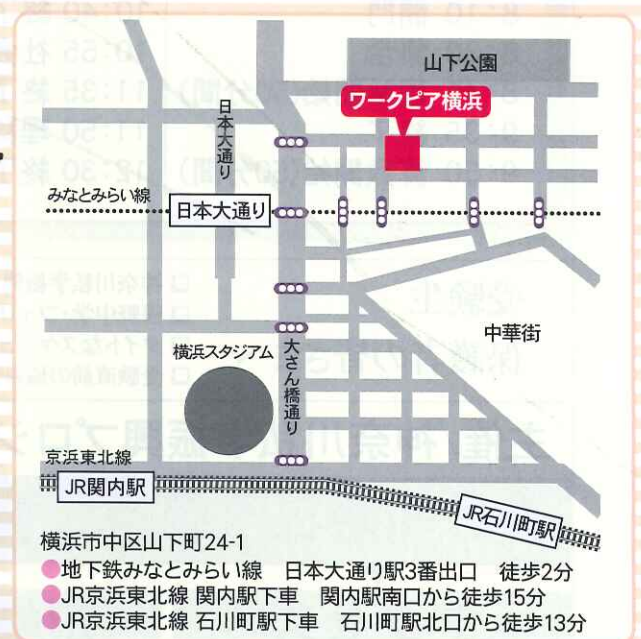 山下公園
ワークピア横浜
日本大通り
みなとみらい線
日本大通り
中華街
横浜スタジアム
大さん橋通り
京浜東北線
JR関内駅
JR石川町駅
横浜市中区山下町24-1
●地下鉄みなとみらい線 日本大通り駅3番出口 徒歩2分
●JR京浜東北線 関内駅下車 関内駅南口から徒歩15分
●JR京浜東北線 石川町駅下車 石川町駅北口から徒歩13分